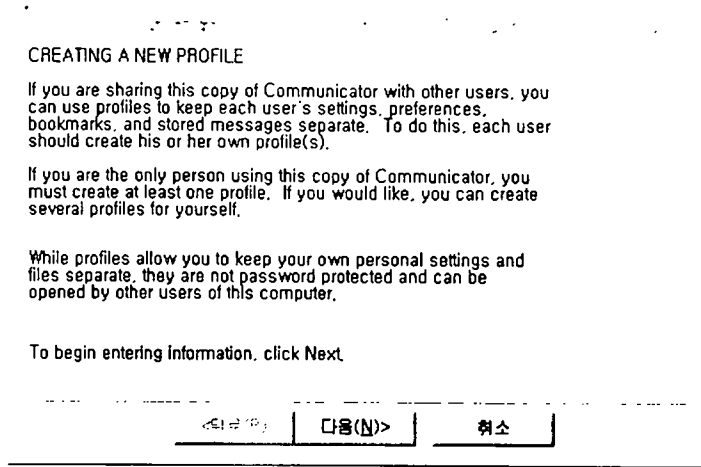 CREATING A NEW PROFILE
If you are sharing this copy of Communicator with other users, you
can use profiles to keep each user's settings, preferences,
bookmarks, and stored messages separate. To do this, each user
should create his or her own profile(s).
If you are the only person using this copy of Communicator, you
must create at least one profile. If you would like, you can create
several profiles for yourself.
While profiles allow you to keep your own personal settings and
files separate, they are not password protected and can be
opened by other users of this computer.
To begin entering information, click Next.
다음(N)> 취소